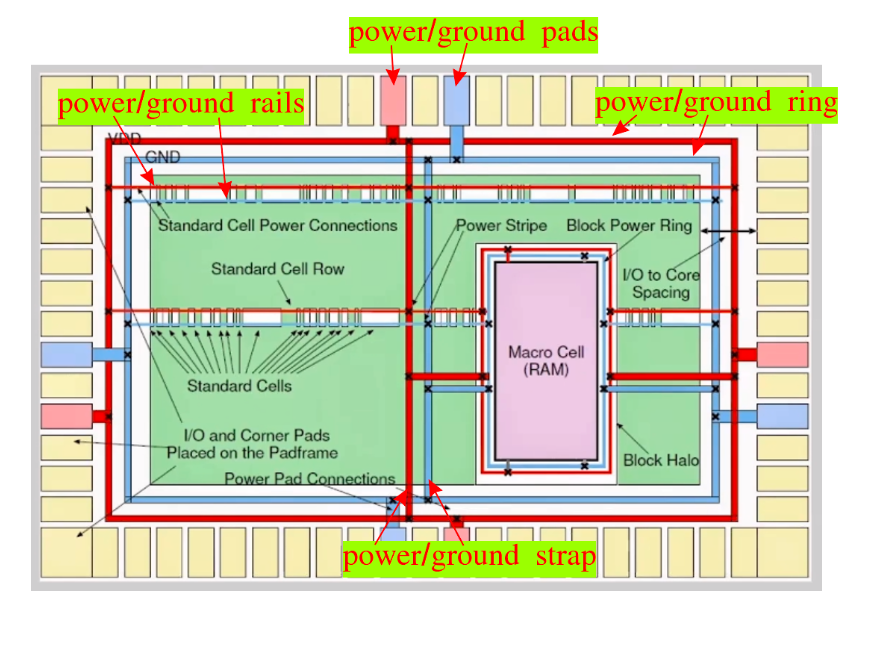 power/ground pads
power/ground rails
power/ground ring
VDD
GND
Standard Cell Power Connections
Power Stripe
Block Power Ring
Standard Cell Row
I/O to Core
Spacing
Macro Cell
(RAM)
Standard Cells
I/O and Corner Pads
Placed on the Padframe
Block Halo
Power Pad Connections
power/ground strap